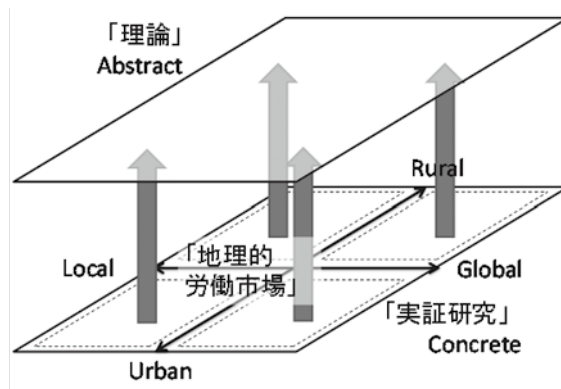 「理論」
Abstract
Rural
Local
「地理的
労働市場」
Global
「実証研究」
Concrete
Urban